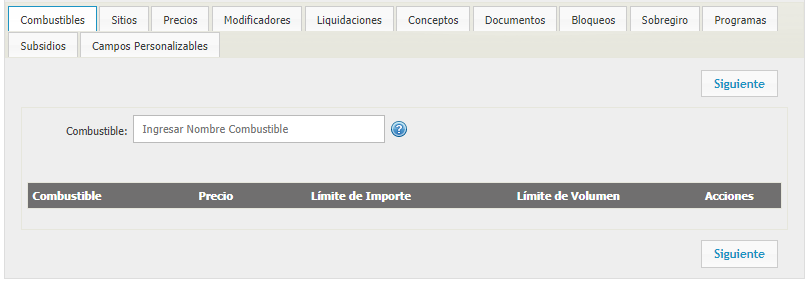 Combustibles Sitios Precios Modificadores Liquidaciones Conceptos Documentos Bloqueos Sobregiro Programas
Subsidios Campos Personalizables
Siguiente
Combustible: Ingresar Nombre Combustible ?
Combustible Precio Límite de Importe Límite de Volumen Acciones
Siguiente